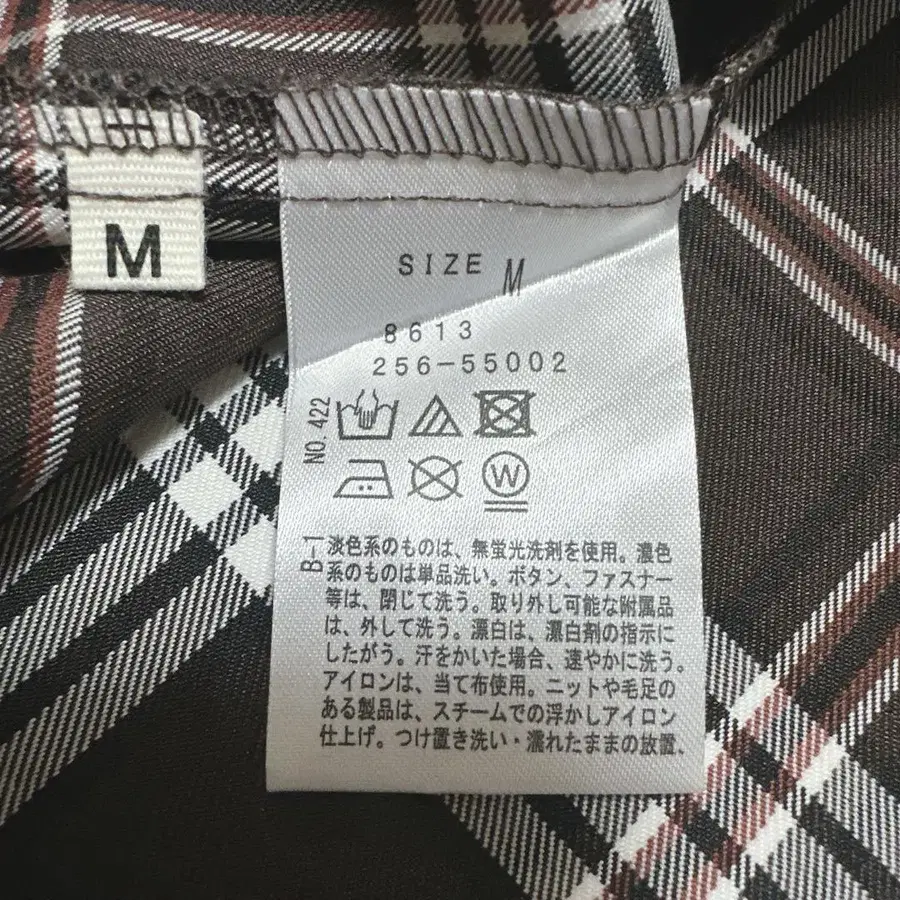 M
SIZE M
8613
256-55002
NO. 422
W
B-1
淡色系のものは、無蛍光洗剤を使用。濃色
系のものは単品洗い。ボタン、ファスナー
等は、閉じて洗う。取り外し可能な附属品
は、外して洗う。漂白は、漂白剤の指示に
したがう。汗をかいた場合、速やかに洗う。
アイロンは、当て布使用。ニットや毛足の
ある製品は、スチームでの浮かしアイロン
仕上げ。つけ置き洗い・濡れたままの放置、